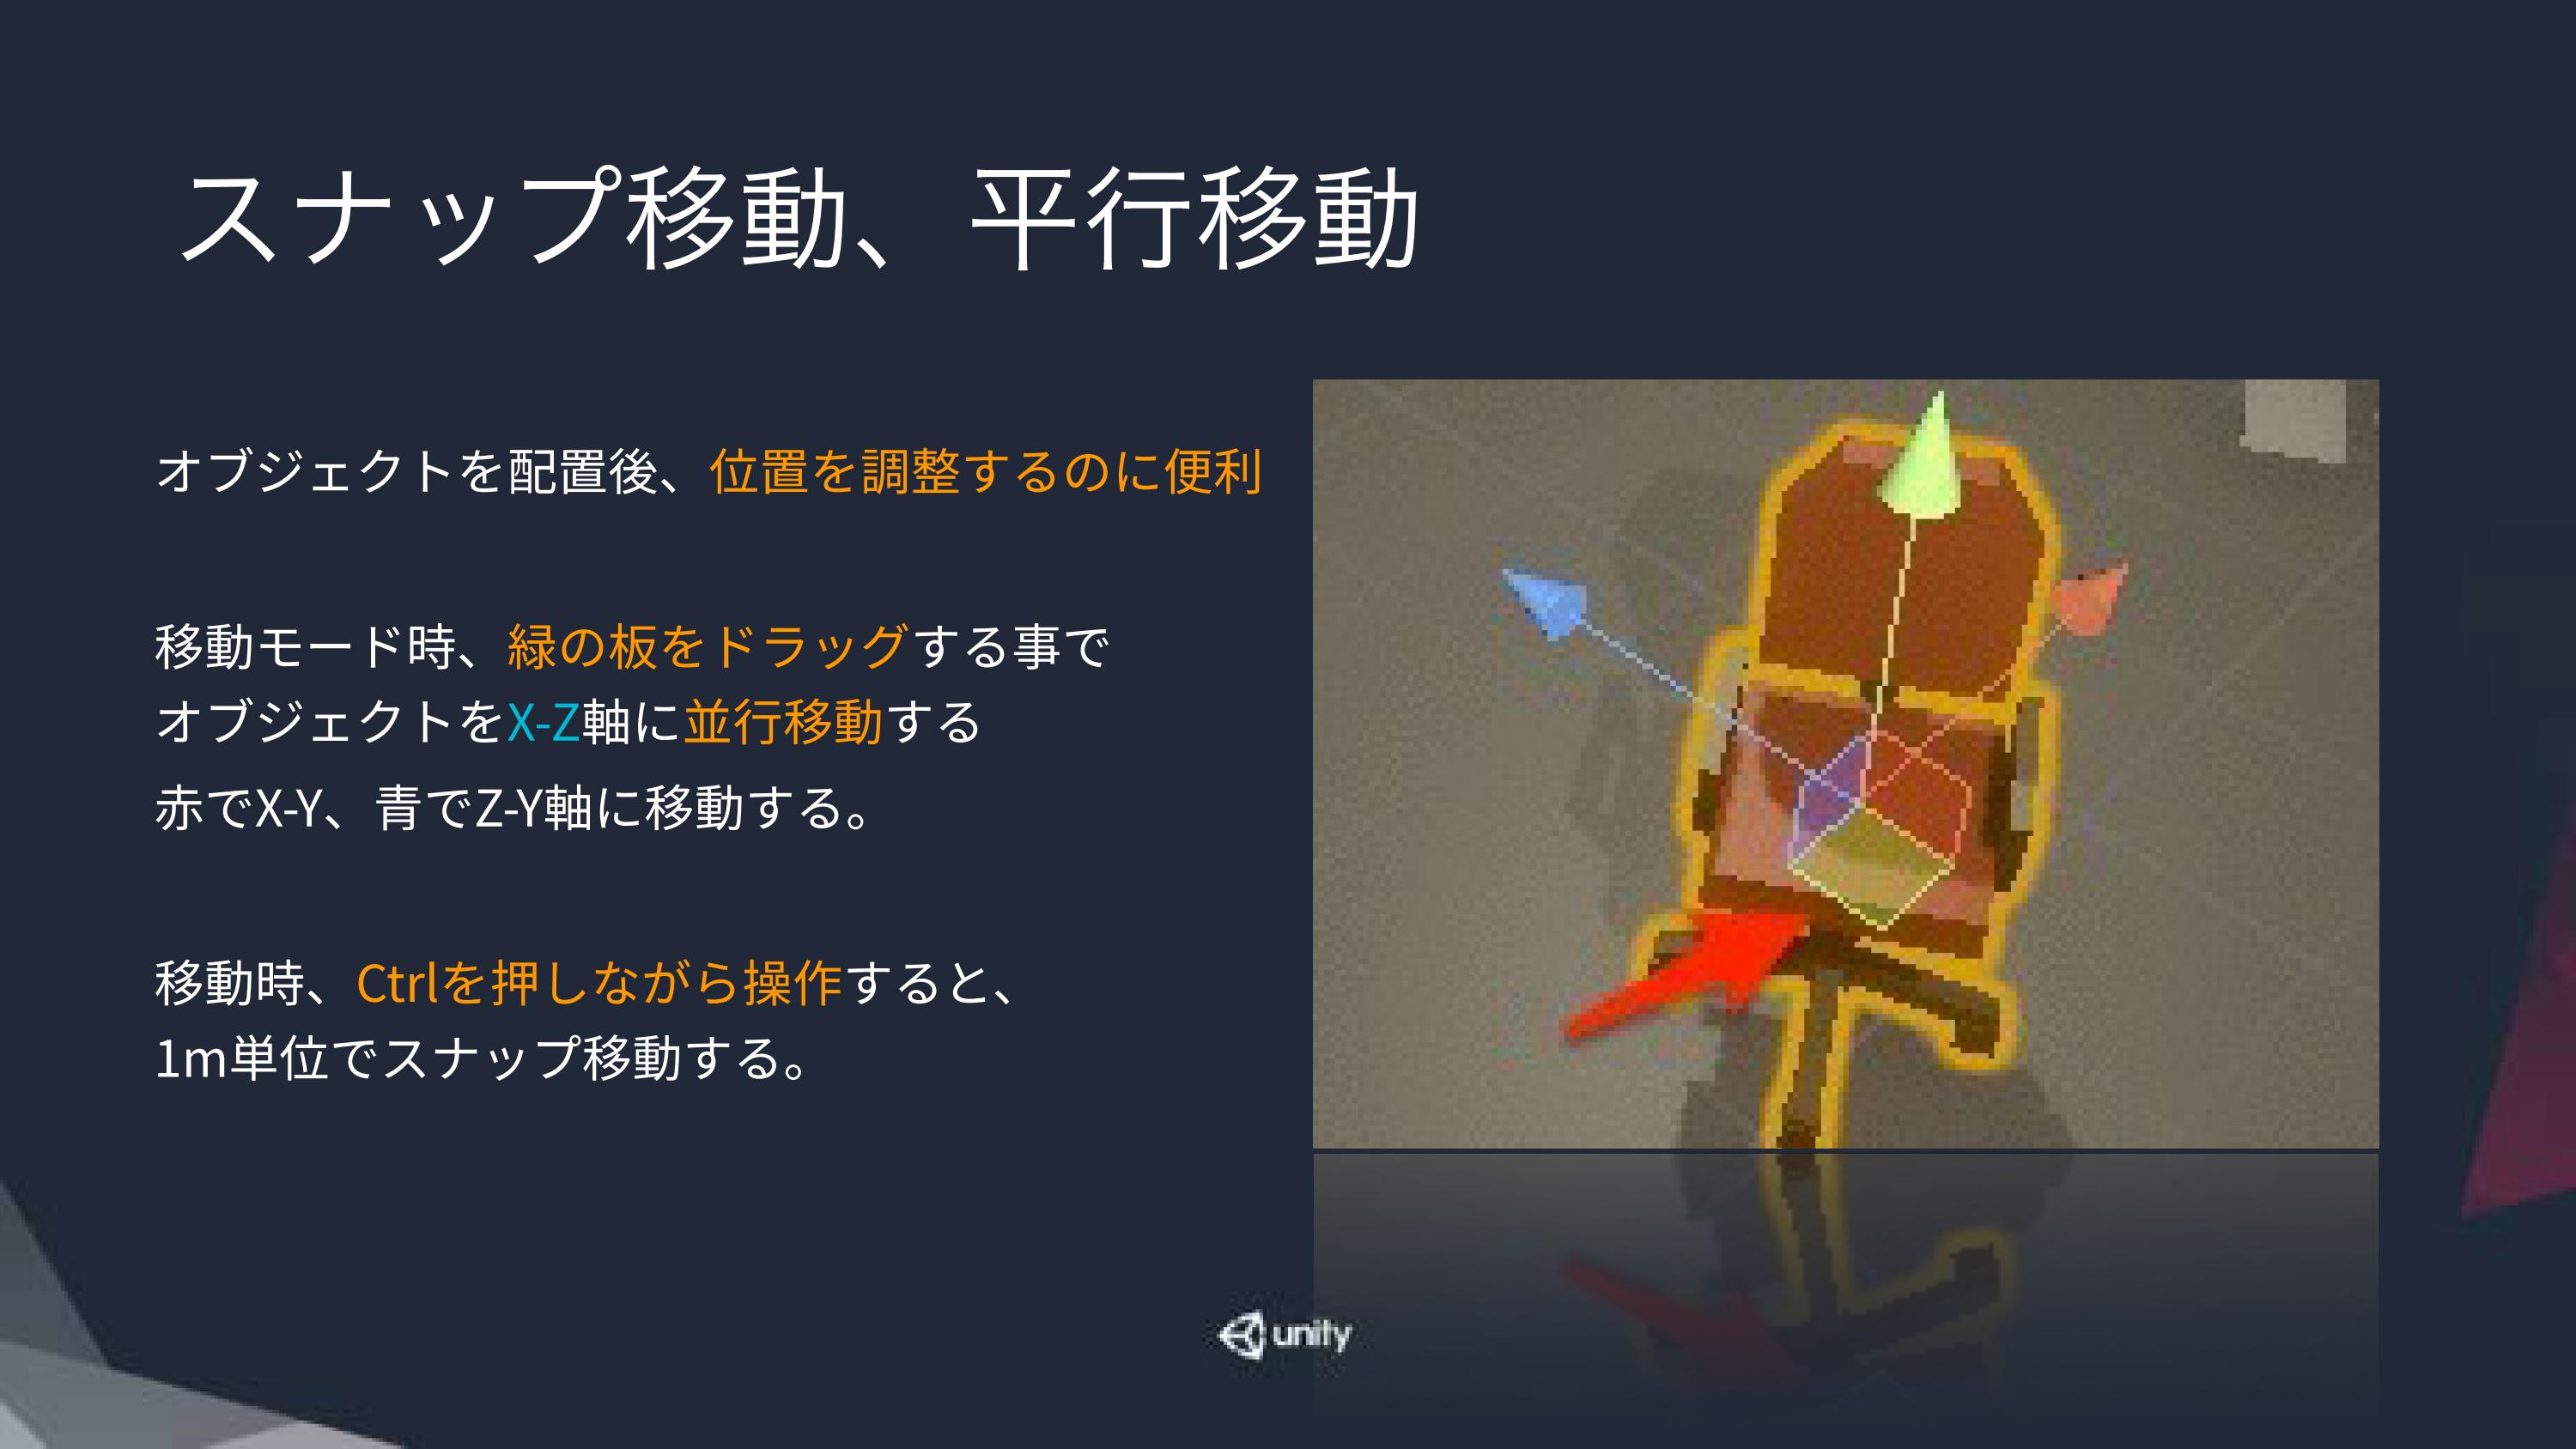 スナップ移動、平行移動
オブジェクトを配置後、位置を調整するのに便利
移動モード時、緑の板をドラッグする事で
オブジェクトをX-Z軸に並行移動する
赤でX-Y、青でZ-Y軸に移動する。
移動時、Ctrlを押しながら操作すると、
1m単位でスナップ移動する。
unity